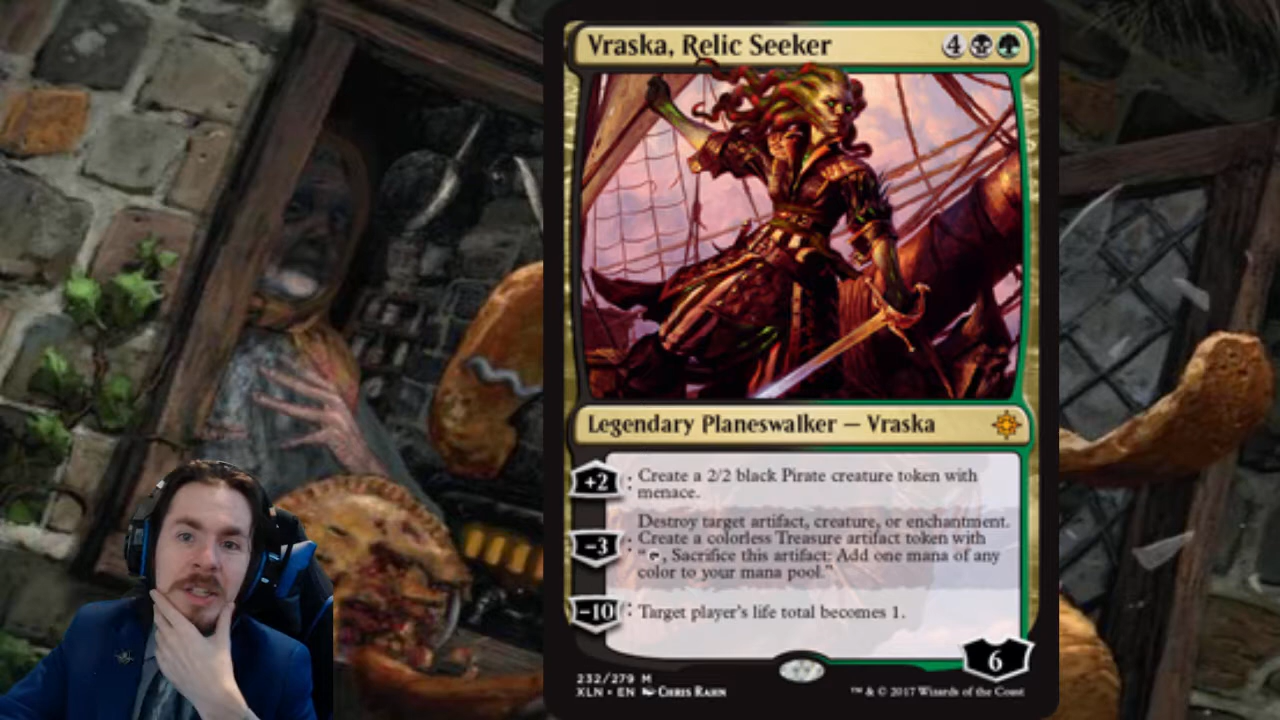 Vraska, Relic Seeker 4
Legendary Planeswalker — Vraska
+2 : Create a 2/2 black Pirate creature token with
menace.
Destroy target artifact, creature, or enchantment.
-3 : Create a colorless Treasure artifact token with
", Sacrifice this artifact: Add one mana of any
color to your mana pool."
-10 : Target player's life total becomes 1.
6
232/279 M
XLN • EN Chris Rahn
™ & © 2017 Wizards of the Coast